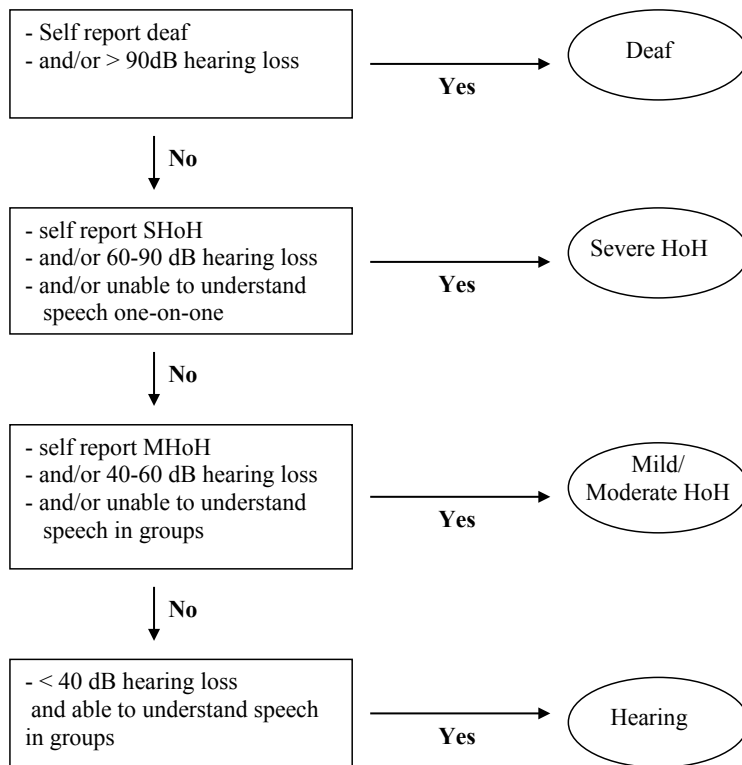 - Self report deaf
- and/or > 90dB hearing loss
Yes
Deaf
No
- self report SHoH
- and/or 60-90 dB hearing loss
- and/or unable to understand
speech one-on-one
Yes
Severe HoH
No
- self report MHoH
- and/or 40-60 dB hearing loss
- and/or unable to understand
speech in groups
Yes
Mild/
Moderate HoH
No
- < 40 dB hearing loss
and able to understand speech
in groups
Yes
Hearing